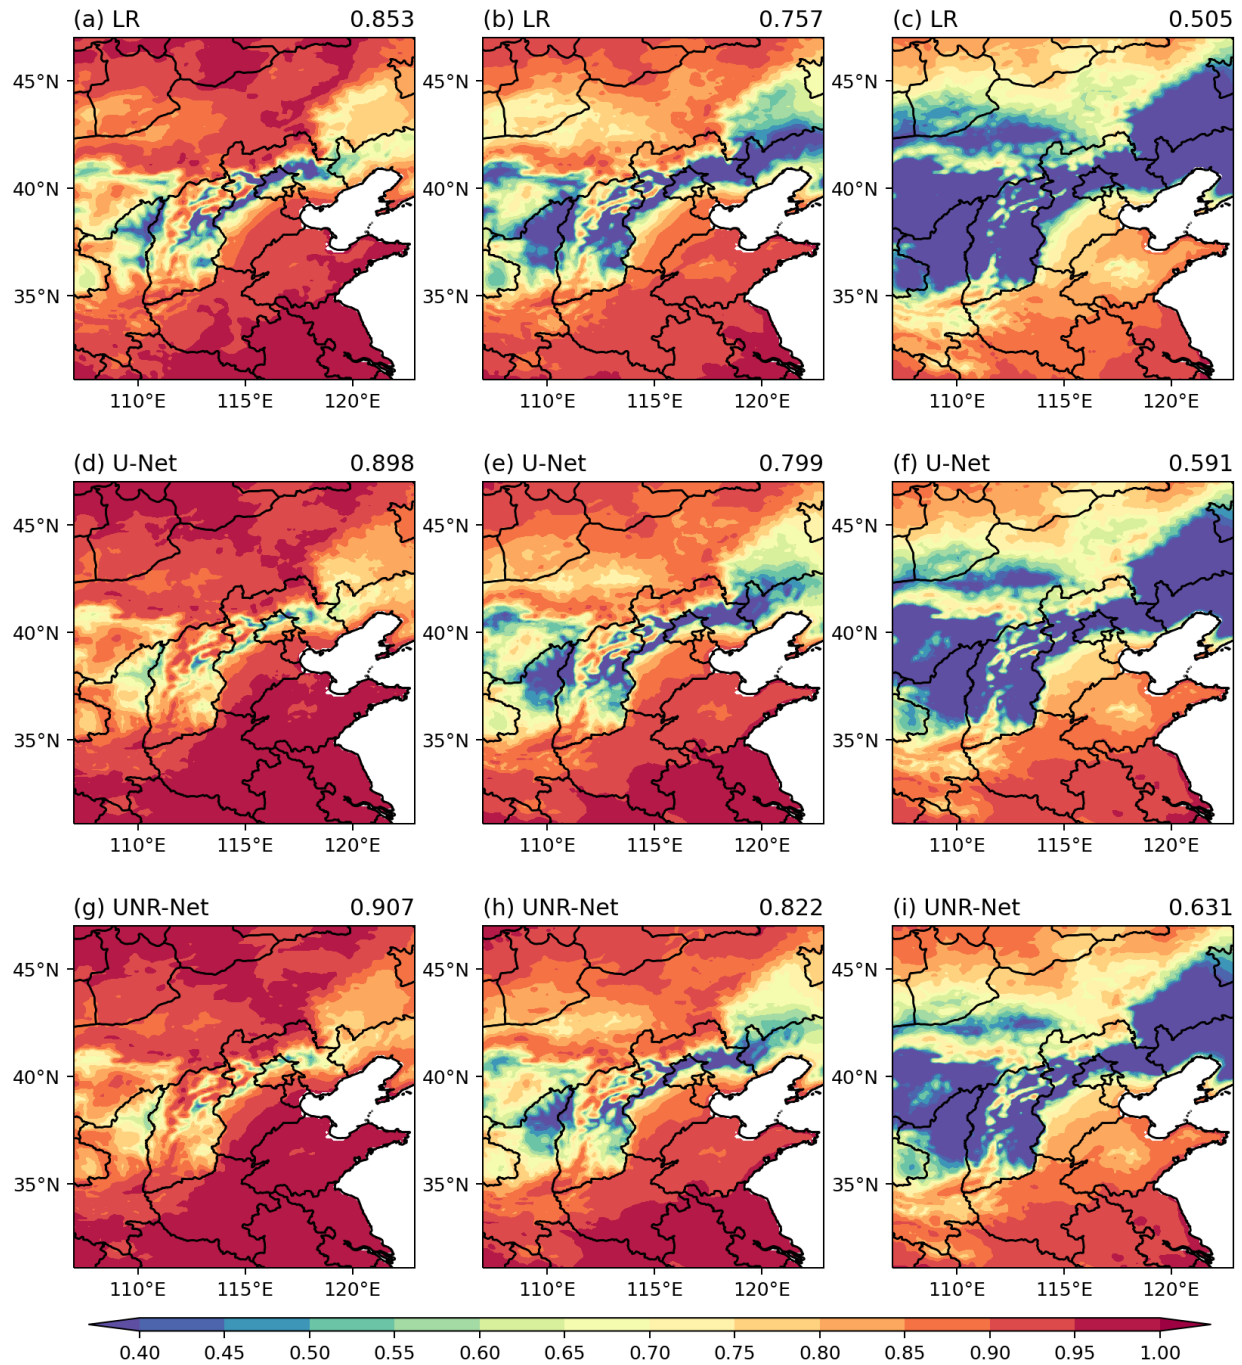 (a) LR 0.853 (b) LR 0.757 (c) LR 0.505
45°N 45°N 45°N
40°N 40°N 40°N
35°N 35°N 35°N
110°E 115°E 120°E 110°E 115°E 120°E 110°E 115°E 120°E
(d) U-Net 0.898 (e) U-Net 0.799 (f) U-Net 0.591
45°N 45°N 45°N
40°N 40°N 40°N
35°N 35°N 35°N
110°E 115°E 120°E 110°E 115°E 120°E 110°E 115°E 120°E
(g) UNR-Net 0.907 (h) UNR-Net 0.822 (i) UNR-Net 0.631
45°N 45°N 45°N
40°N 40°N 40°N
35°N 35°N 35°N
110°E 115°E 120°E 110°E 115°E 120°E 110°E 115°E 120°E
0.40 0.45 0.50 0.55 0.60 0.65 0.70 0.75 0.80 0.85 0.90 0.95 1.00